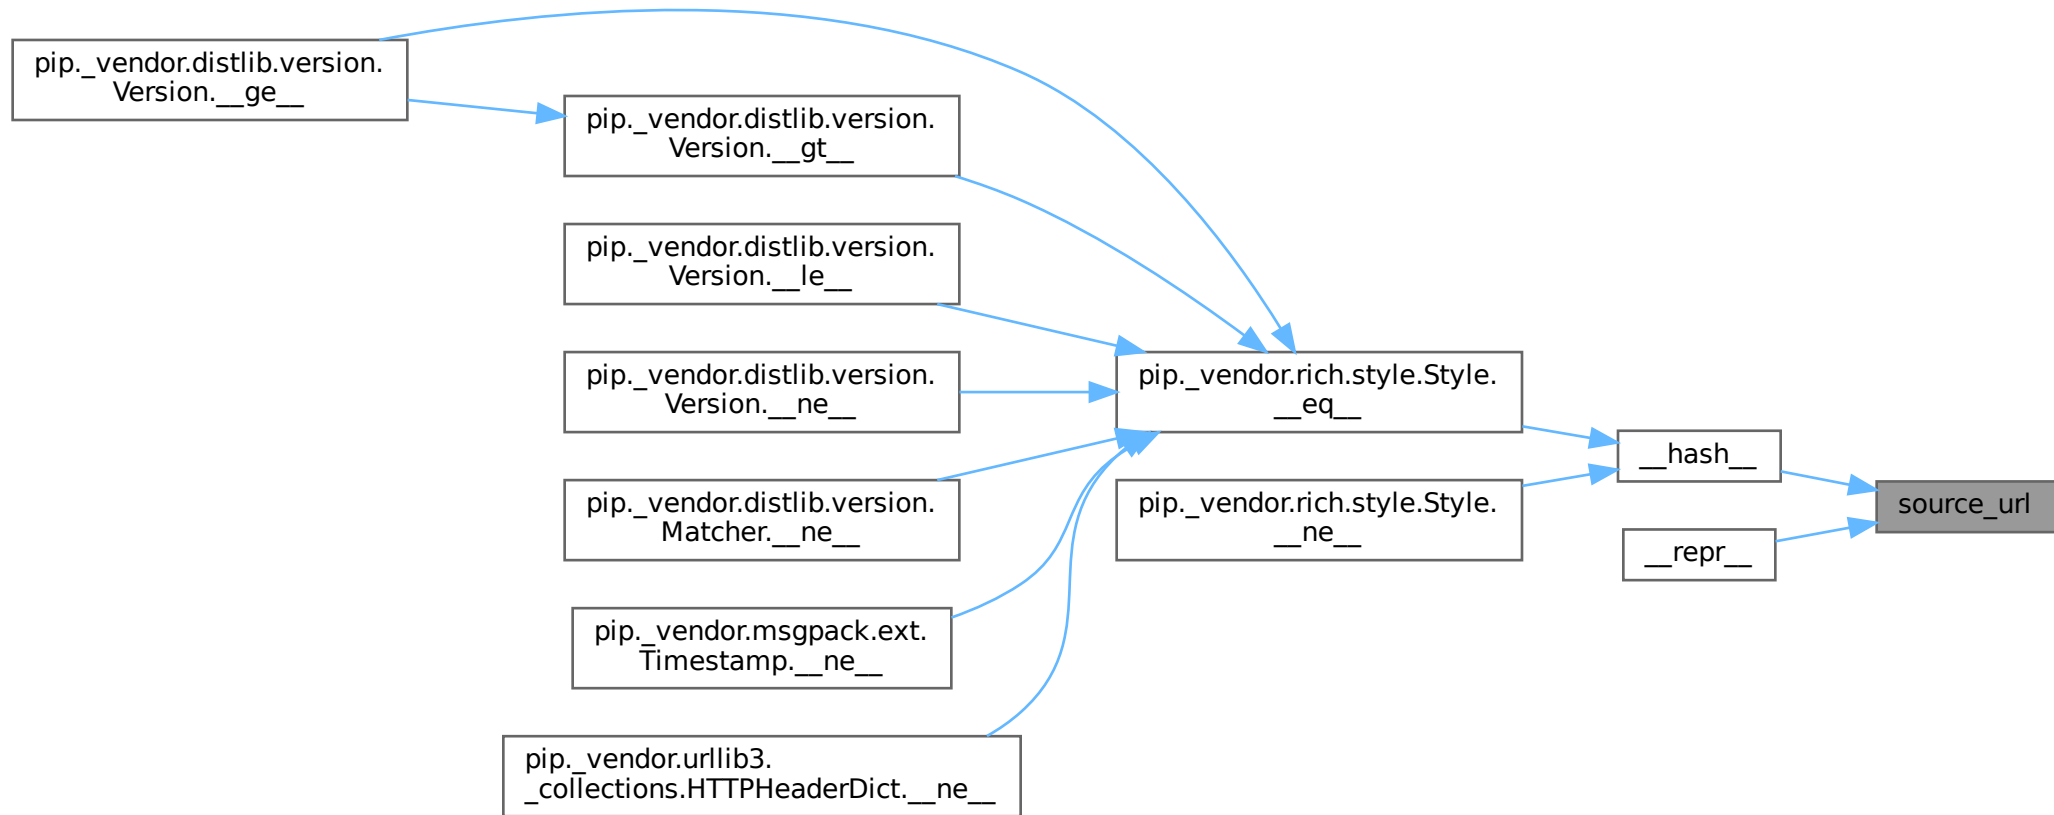 pip._vendor.distlib.version.
Version.__ge__
pip._vendor.distlib.version.
Version.__gt__
pip._vendor.distlib.version.
Version.__le__
pip._vendor.distlib.version.
Version.__ne__
pip._vendor.distlib.version.
Matcher.__ne__
pip._vendor.msgpack.ext.
Timestamp.__ne__
pip._vendor.urllib3.
_collections.HTTPHeaderDict.__ne__
pip._vendor.rich.style.Style.
__eq__
pip._vendor.rich.style.Style.
__ne__
__hash__
__repr__
source_url